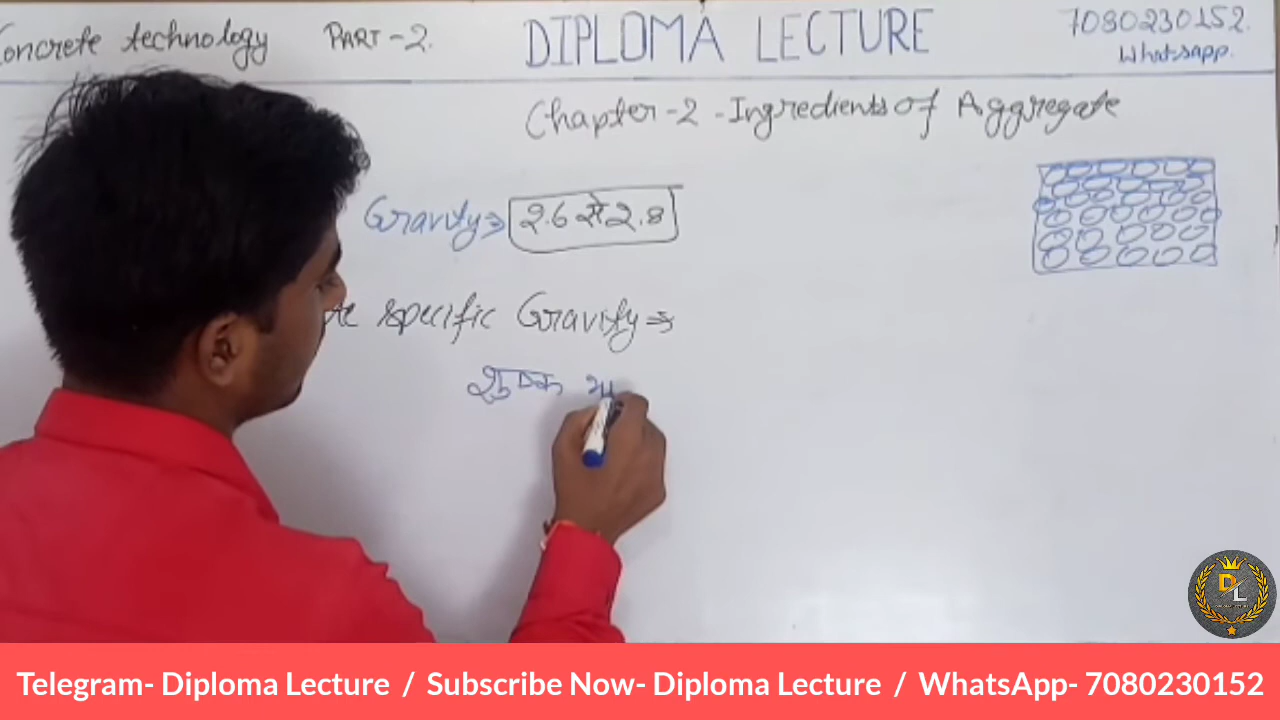 Concrete technology PART-2. DIPLOMA LECTURE 7080230152.
Whatsapp.
Chapter-2 - Ingredients of Aggregate
Gravity⇒ 2.6 से 2.8
specific Gravity⇒
शुष्क
DL
Telegram- Diploma Lecture / Subscribe Now- Diploma Lecture / WhatsApp- 7080230152